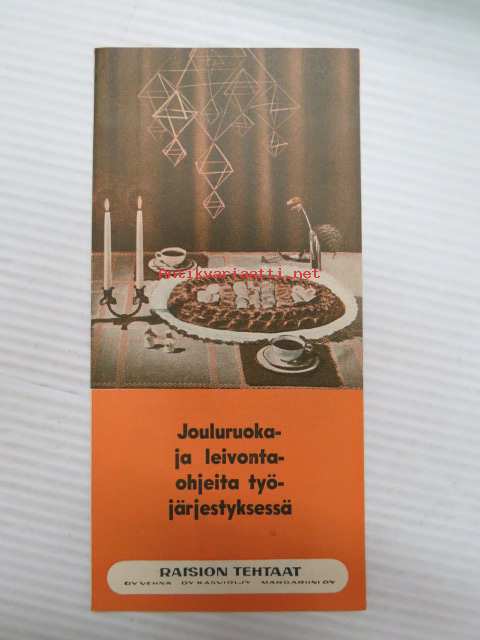 antikvariaatti.net
Jouluruoka-
ja leivonta-
ohjeita työ-
järjestyksessä
RAISION TEHTAAT
OY VEHNÄ OY KASVIÖLJY MARGARIINI OY